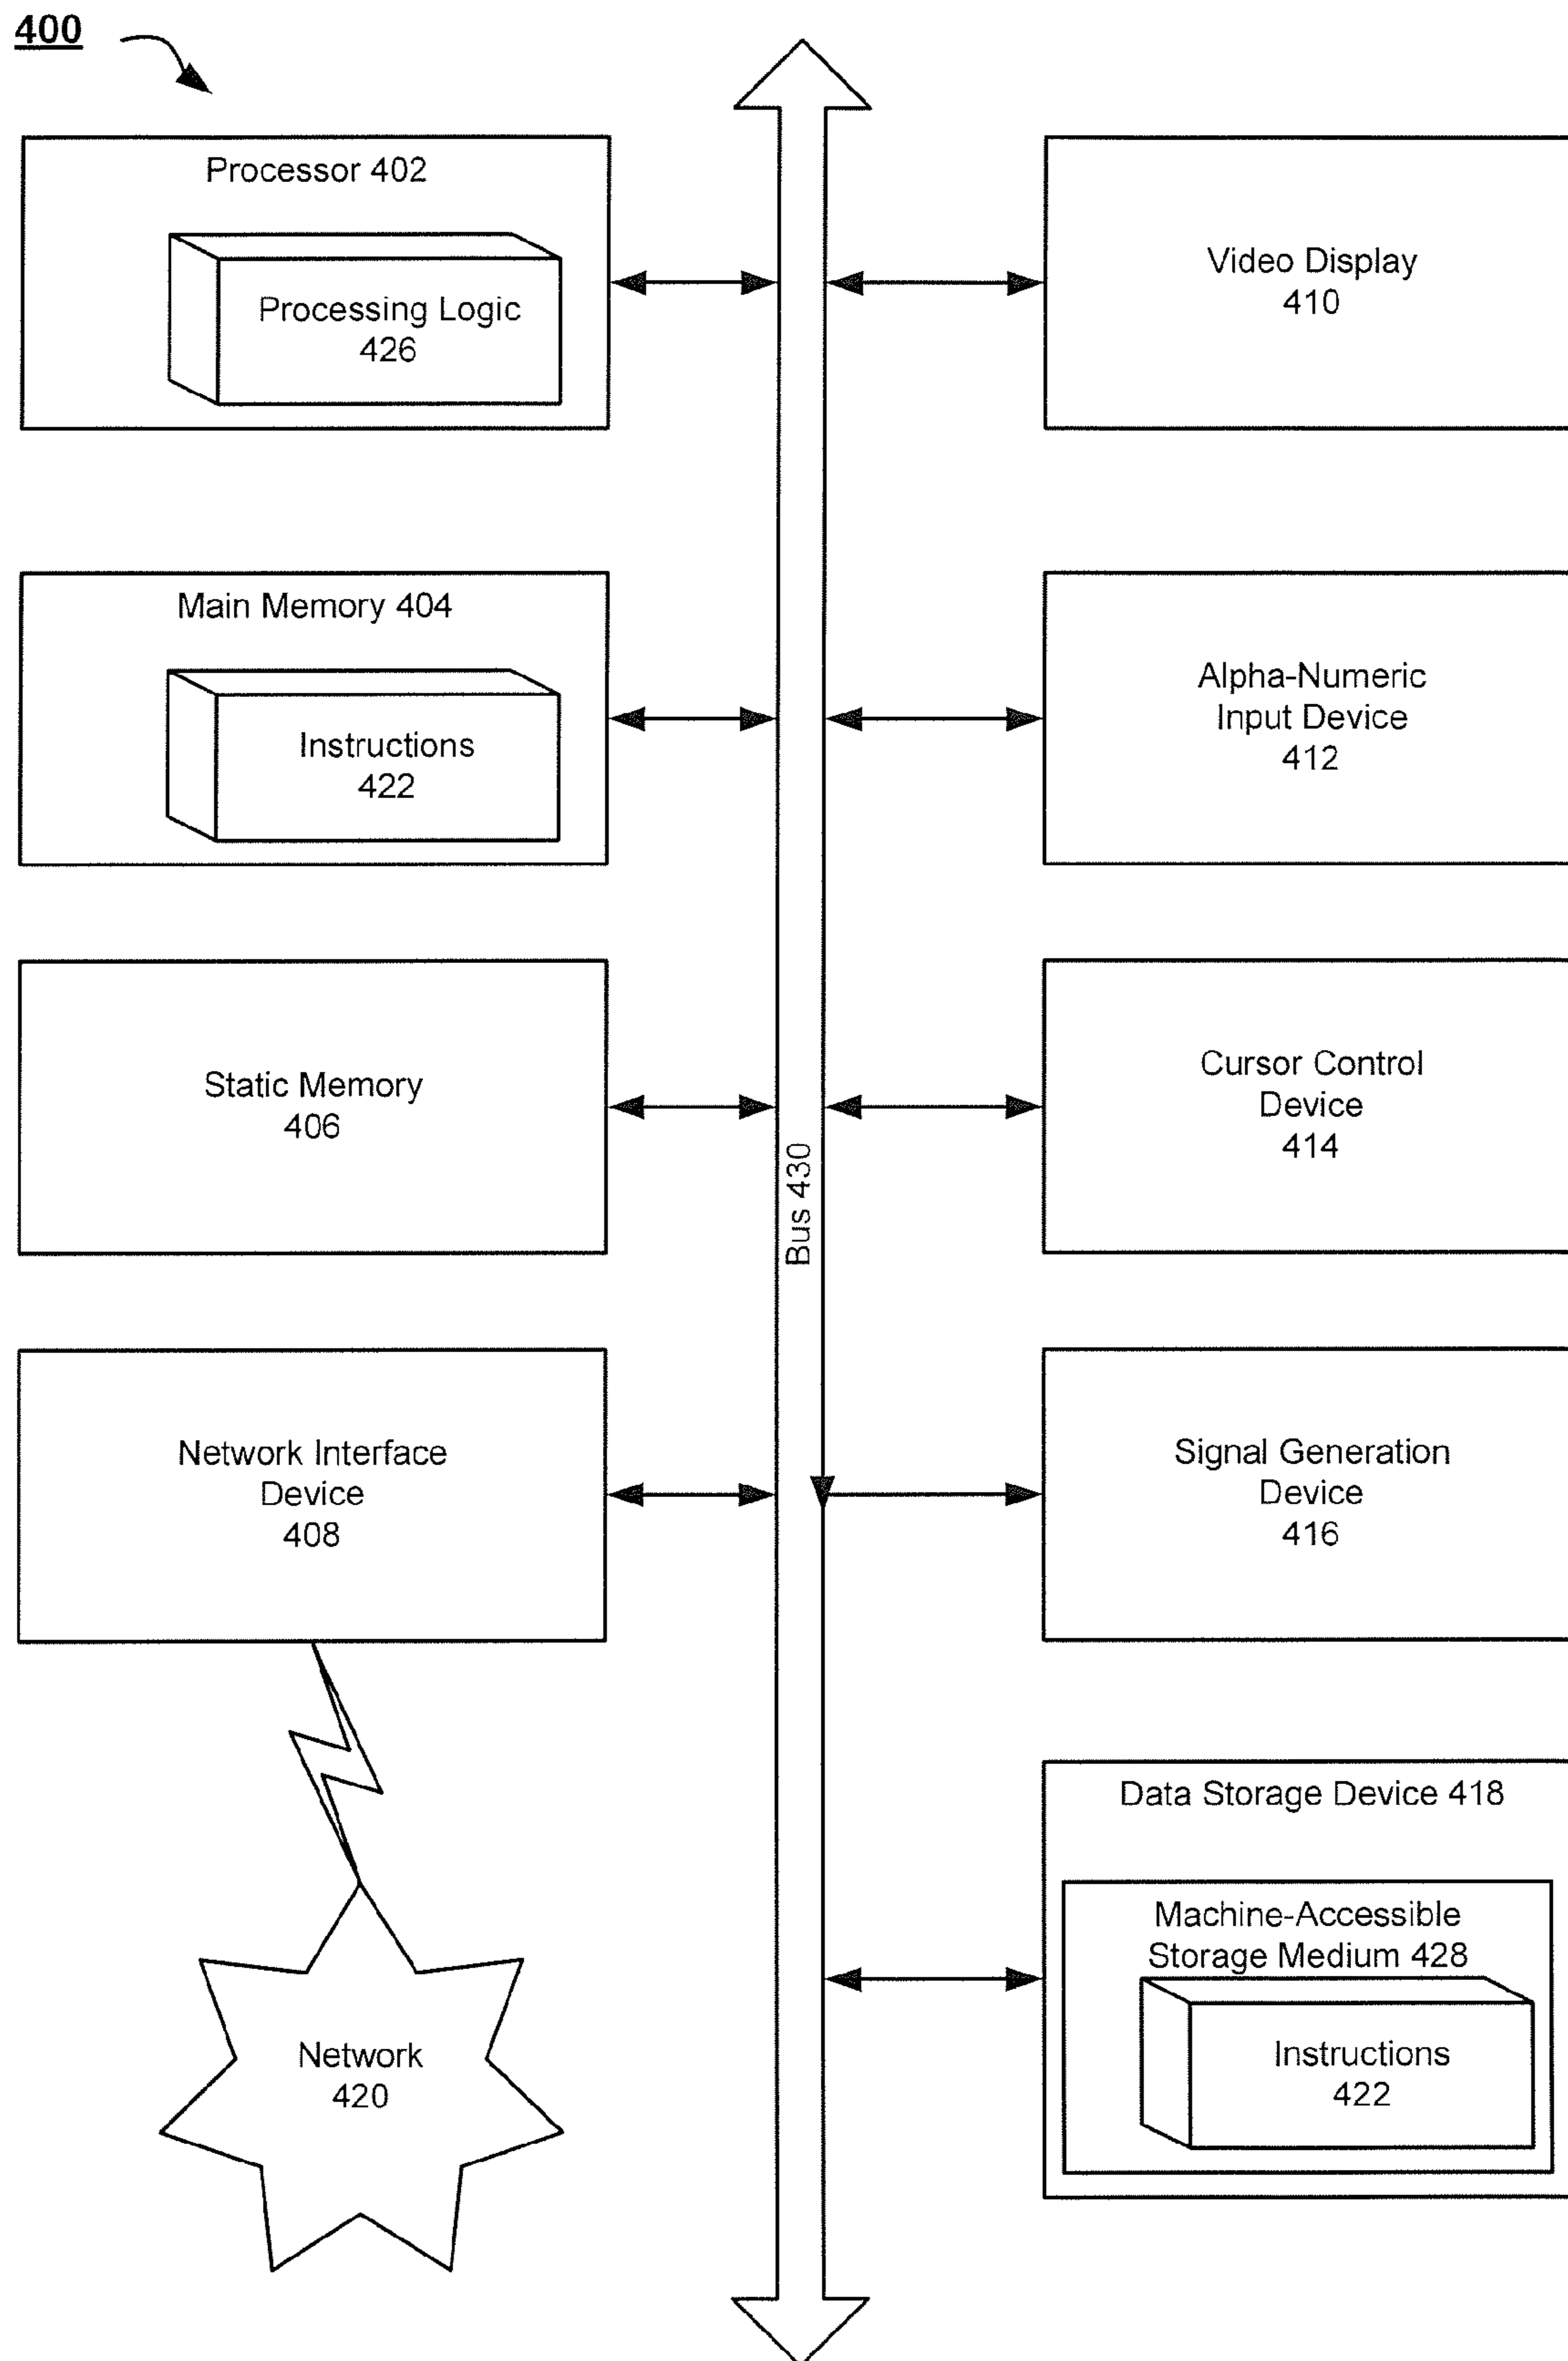 400
Processor 402
Processing Logic
426
Video Display
410
Main Memory 404
Instructions
422
Alpha-Numeric
Input Device
412
Static Memory
406
Cursor Control
Device
414
Bus 430
Network Interface
Device
408
Signal Generation
Device
416
Data Storage Device 418
Machine-Accessible
Storage Medium 428
Instructions
422
Network
420